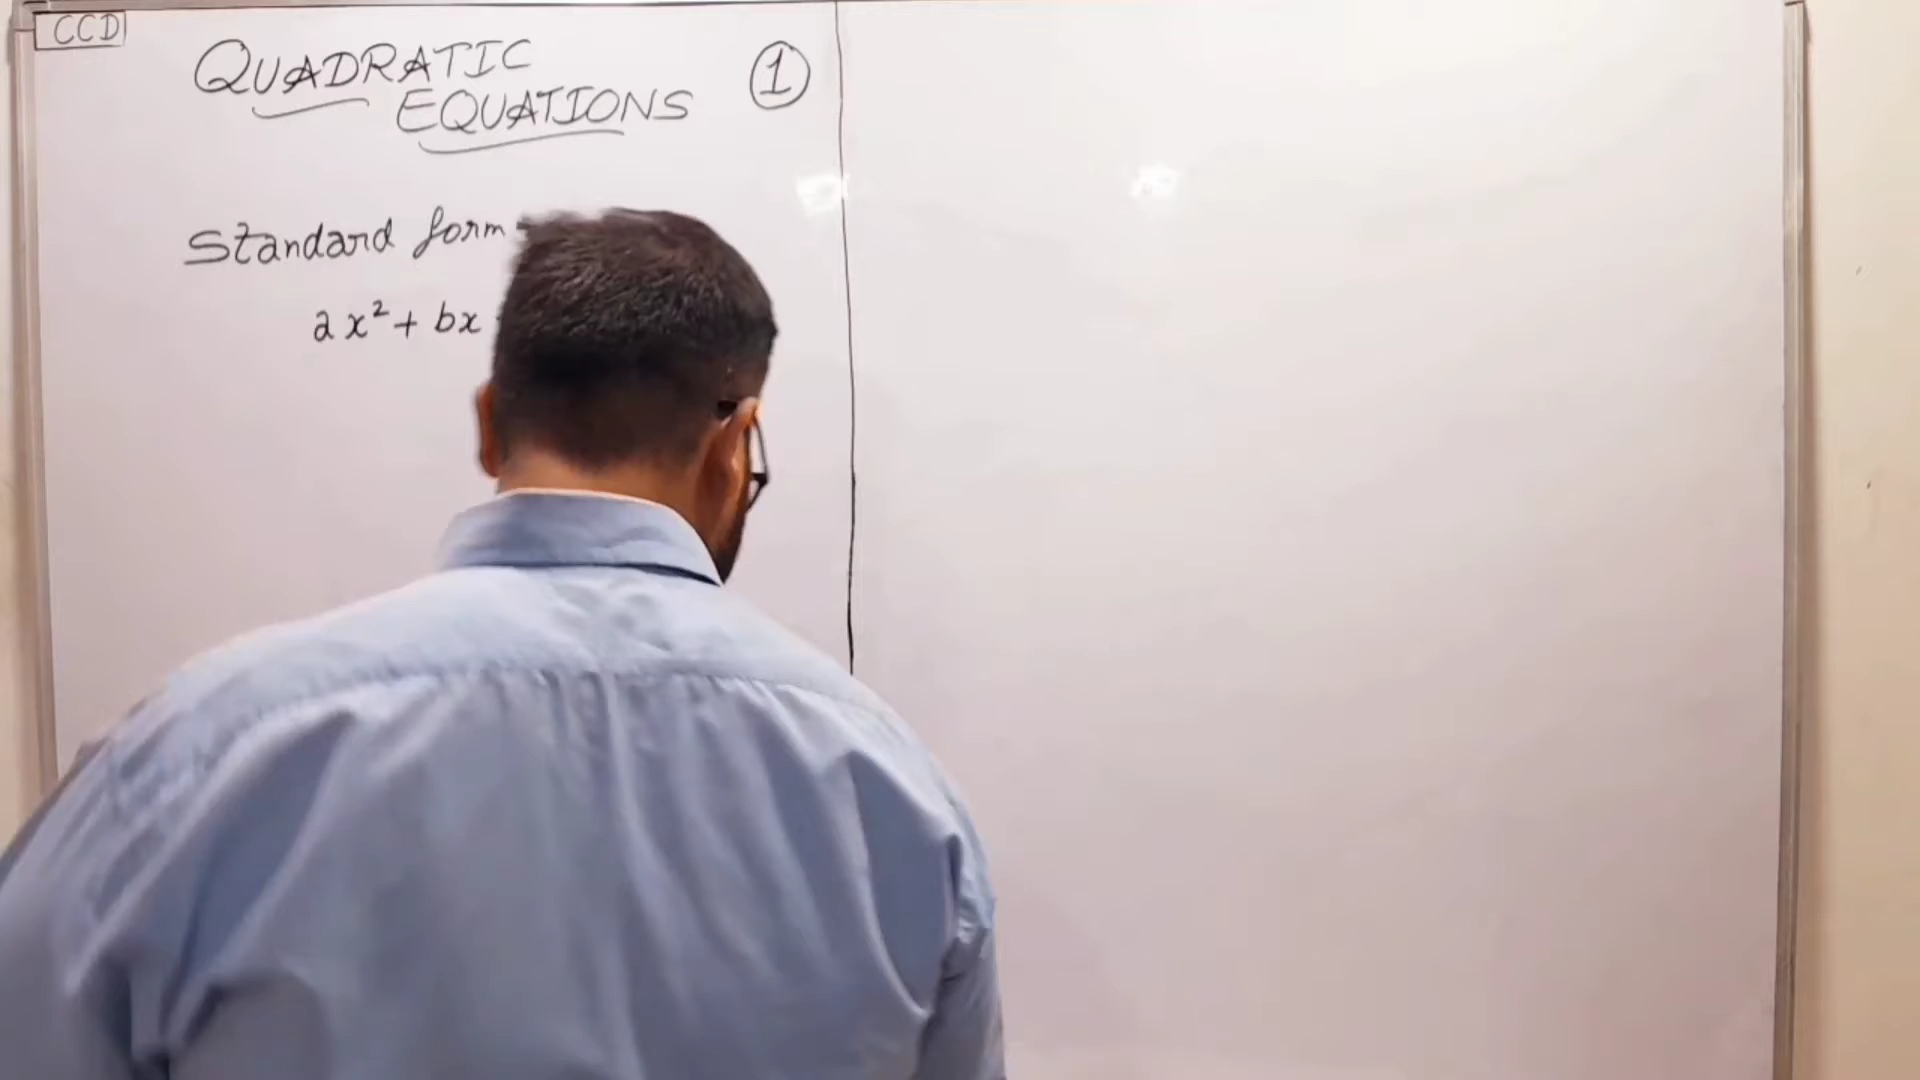 CCD
QUADRATIC
EQUATIONS
1
Standard form
ax²+ bx